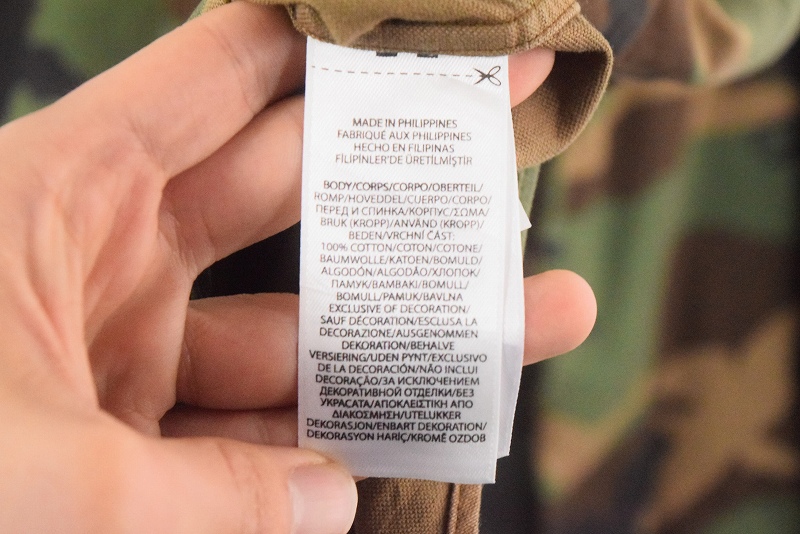 MADE IN PHILIPPINES
FABRIQUÉ AUX PHILIPPINES
HECHO EN FILIPINAS
FİLİPİNLER'DE ÜRETİLMİŞTİR
BODY/CORPS/CORPO/OBERTEIL/
ROMP/HOVEDDEL/CUERPO/CORPO/
ПЕРЕД И СПИНКА/КОРПУС/ΣΩΜΑ/
BRUK (KROPP)/ANVÄND (KROPP)/
BEDEN/VRCHNÍ ČÁST:
100% COTTON/COTON/COTONE/
BAUMWOLLE/KATOEN/BOMULD/
ALGODÓN/ALGODÃO/ХЛОПОК/
ПАМУК/ΒΑΜΒΑΚΙ/BOMULL/
BOMULL/PAMUK/BAVLNA
EXCLUSIVE OF DECORATION/
SAUF DÉCORATION/ESCLUSA LA
DECORAZIONE/AUSGENOMMEN
DEKORATION/BEHALVE
VERSIERING/UDEN PYNT/EXCLUSIVO
DE LA DECORACIÓN/NÃO INCLUI
DECORAÇÃO/ЗА ИСКЛЮЧЕНИЕМ
ДЕКОРАТИВНОЙ ОТДЕЛКИ/БЕЗ
УКРАСАТА/ΑΠΟΚΛΕΙΣΤΙΚΗ ΑΠΟ
ΔΙΑΚΟΣΜΗΣΗ/UTELUKKER
DEKORASJON/ENBART DEKORATION/
DEKORASYON HARİÇ/KROMĚ OZDOB